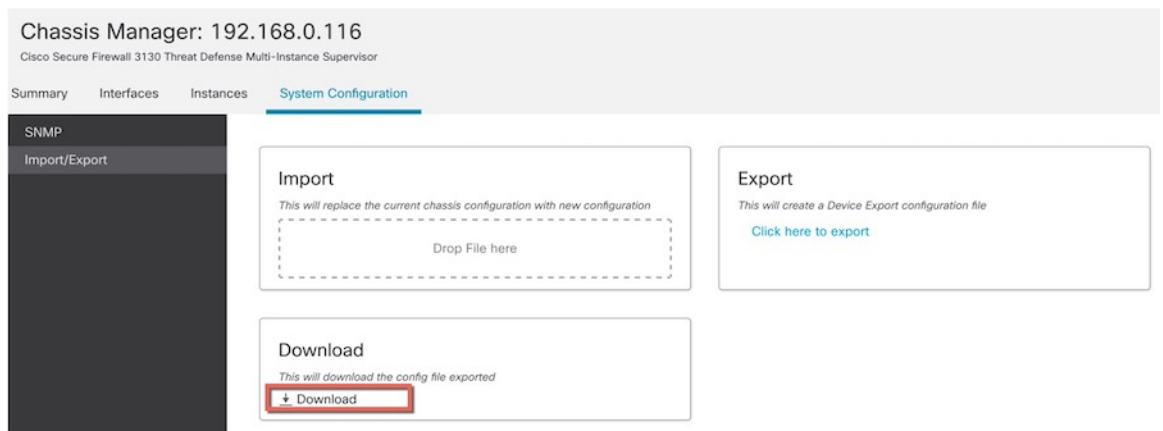 Chassis Manager: 192.168.0.116
Cisco Secure Firewall 3130 Threat Defense Multi-Instance Supervisor
Summary Interfaces Instances System Configuration
SNMP
Import/Export
Import
This will replace the current chassis configuration with new configuration
Drop File here
Export
This will create a Device Export configuration file
Click here to export
Download
This will download the config file exported
Download